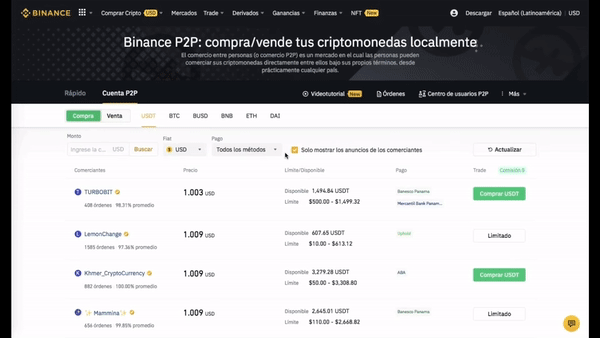 BINANCE Comprar Cripto USD Mercados Trade Derivados Ganancias Finanzas NFT New Descargar Español (Latinoamérica) USD
Binance P2P: compra/vende tus criptomonedas localmente
El comercio entre personas (o comercio P2P) es un mercado en el cual las personas pueden
comerciar sus criptomonedas directamente entre ellos bajo sus propios términos, desde
prácticamente cualquier país.
Rápido Cuenta P2P Videotutorial New Órdenes Centro de usuarios P2P Más
Compra Venta USDT BTC BUSD BNB ETH DAI
Monto Fiat Pago
Ingrese la c... USD Buscar USD Todos los métodos Solo mostrar los anuncios de los comerciantes Actualizar
Comerciantes Precio Límite/Disponible Pago Trade
T TURBOBIT 1.003 USD Disponible 1,494.84 USDT Banesco Panama Comprar USDT
408 órdenes 98.31% promedio Límite $500.00 - $1,499.32 Mercantil Bank Panam...
L LemonChange 1.009 USD Disponible 607.65 USDT Uphold Limitado
1585 órdenes 97.36% promedio Límite $10.00 - $613.12
K Khmer_CryptoCurrency 1.009 USD Disponible 3,279.28 USDT ABA Comprar USDT
882 órdenes 100.00% promedio Límite $50.00 - $3,308.80
Mammina 1.009 USD Disponible 2,645.01 USDT Banesco Panama Limitado
656 órdenes 99.85% promedio Límite $110.00 - $2,668.82